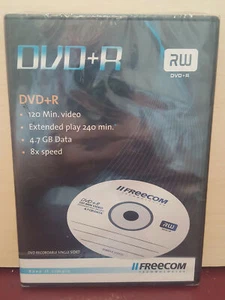 DVD+R
RW
DVD+R
DVD+R
• 120 Min. video
• Extended play 240 min.
• 4.7 GB Data
• 8x speed
DVD+R
FREECOM
FREECOM